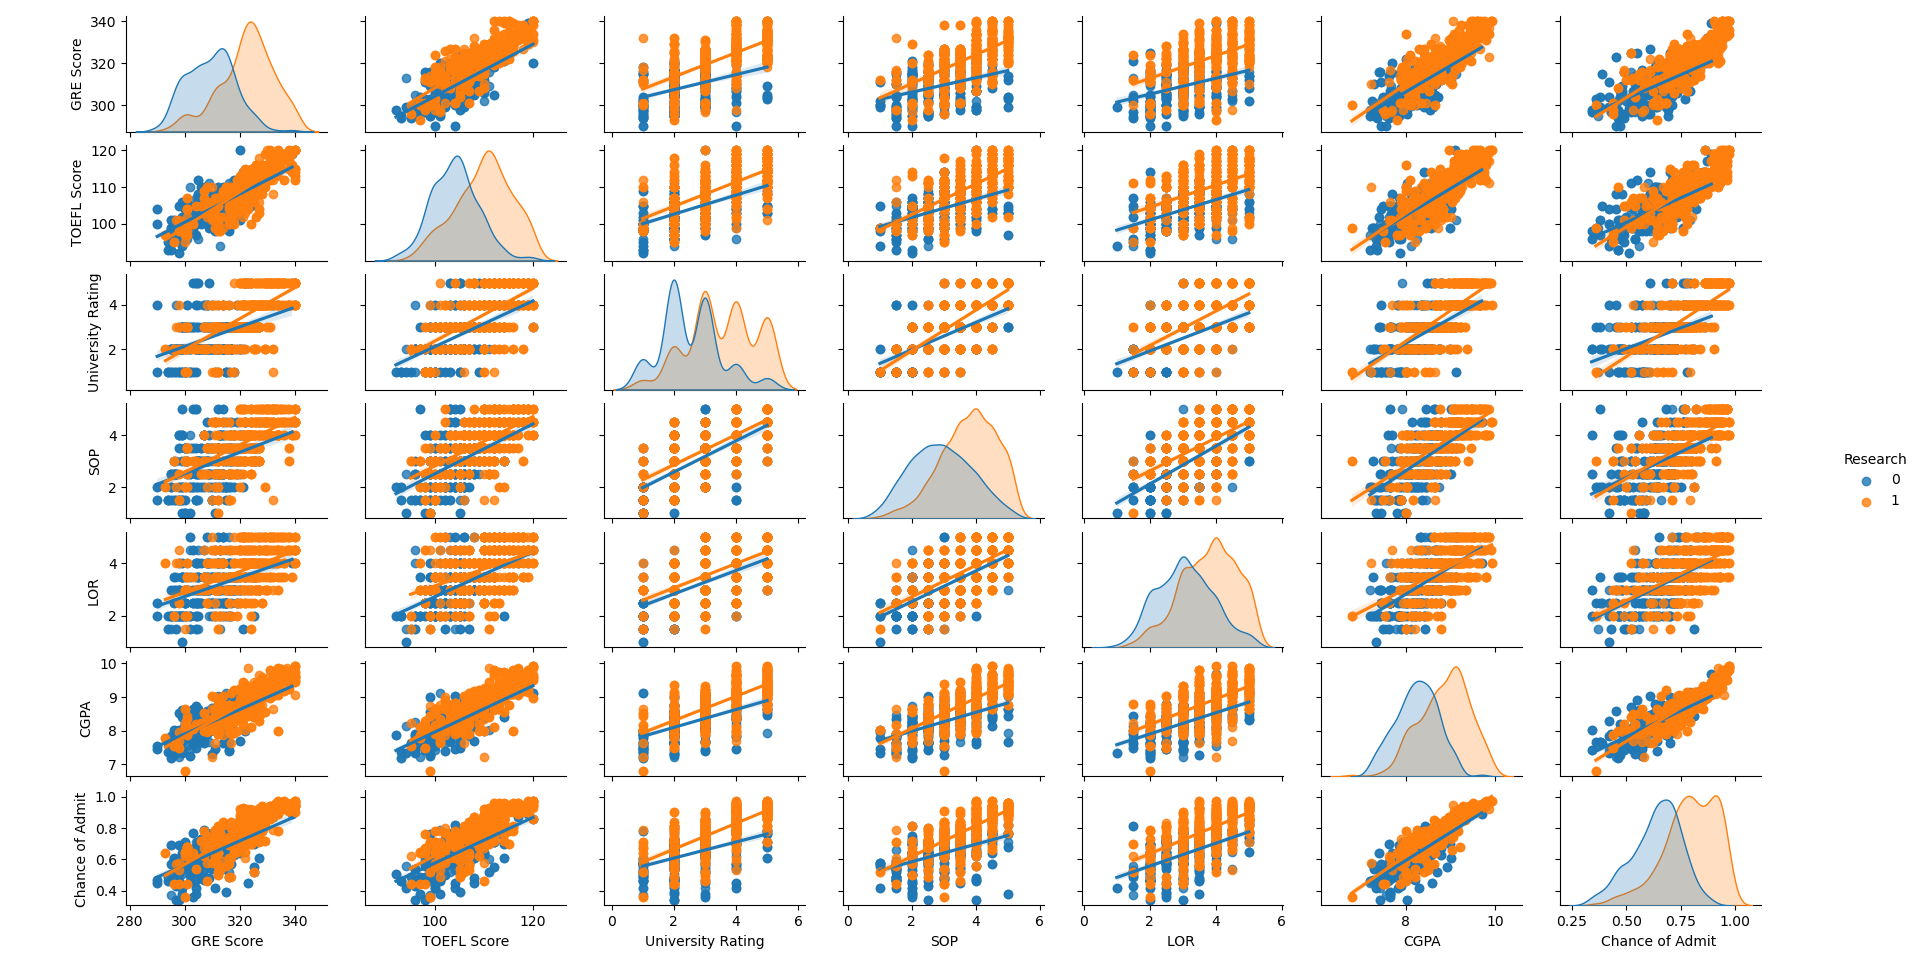 340
320
300
GRE Score
120
110
100
TOEFL Score
4
2
University Rating
4
2
SOP
4
2
LOR
10
9
8
7
CGPA
1.0
0.8
0.6
0.4
Chance of Admit
280 300 320 340
GRE Score
100 120
TOEFL Score
0 2 4 6
University Rating
0 2 4 6
SOP
0 2 4 6
LOR
8 10
CGPA
0.25 0.50 0.75 1.00
Chance of Admit
Research
0
1